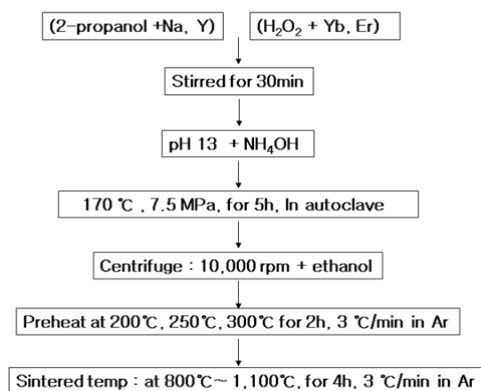 (2-propanol +Na, Y)
(H₂O₂ + Yb, Er)
Stirred for 30min
pH 13 + NH₄OH
170 ℃ , 7.5 MPa, for 5h, In autoclave
Centrifuge : 10,000 rpm + ethanol
Preheat at 200℃, 250℃, 300℃ for 2h, 3 ℃/min in Ar
Sintered temp : at 800℃~ 1,100℃, for 4h, 3 ℃/min in Ar